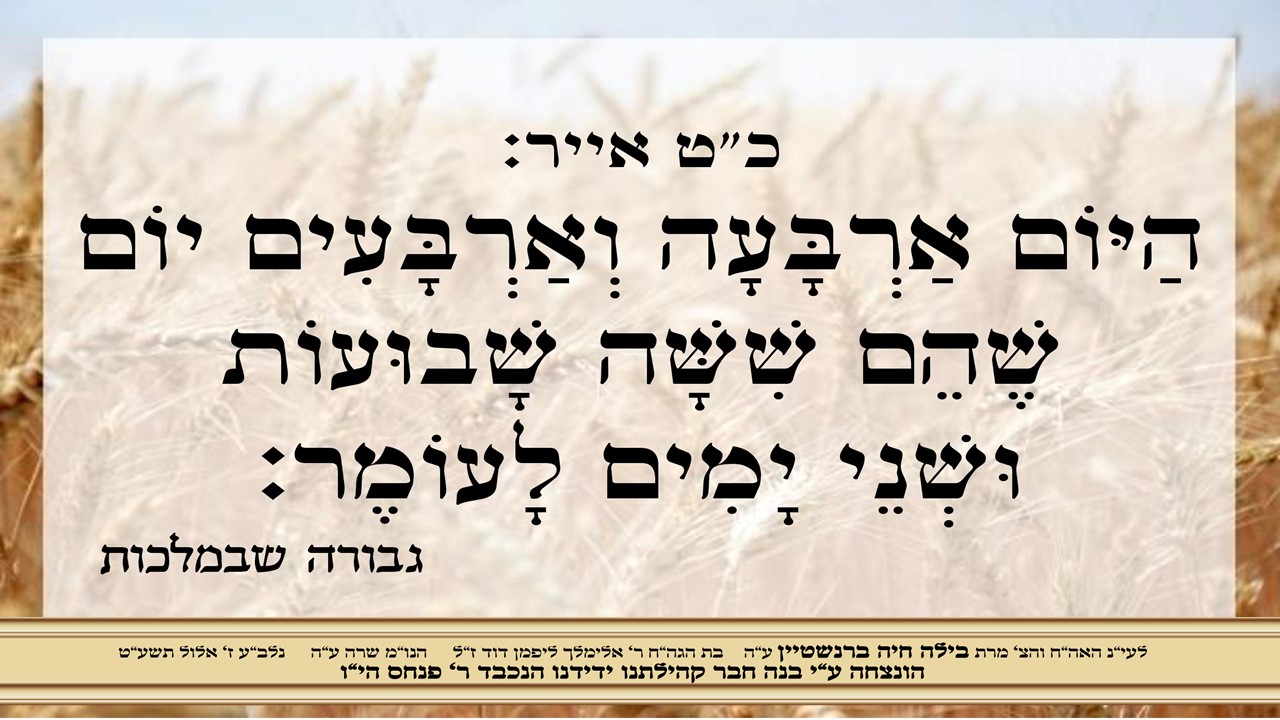 כ״ט אייר:
הַיּוֹם אַרְבָּעָה וְאַרְבָּעִים יוֹם
שֶׁהֵם שִׁשָּׁה שָׁבוּעוֹת
וּשְׁנֵי יָמִים לָעוֹמֶר:
גבורה שבמלכות
לעי״נ האה״ח והצ׳ מרת בילה חיה ברנשטיין ע״ה בת הגה״ח ר׳ אלימלך ליפמן דוד ז״ל הנו״מ שרה ע״ה נלב״ע ז׳ אלול תשע״ט
הונצחה ע״י בנה חבר קהילתנו ידידנו הנכבד ר׳ פנחס הי״ו